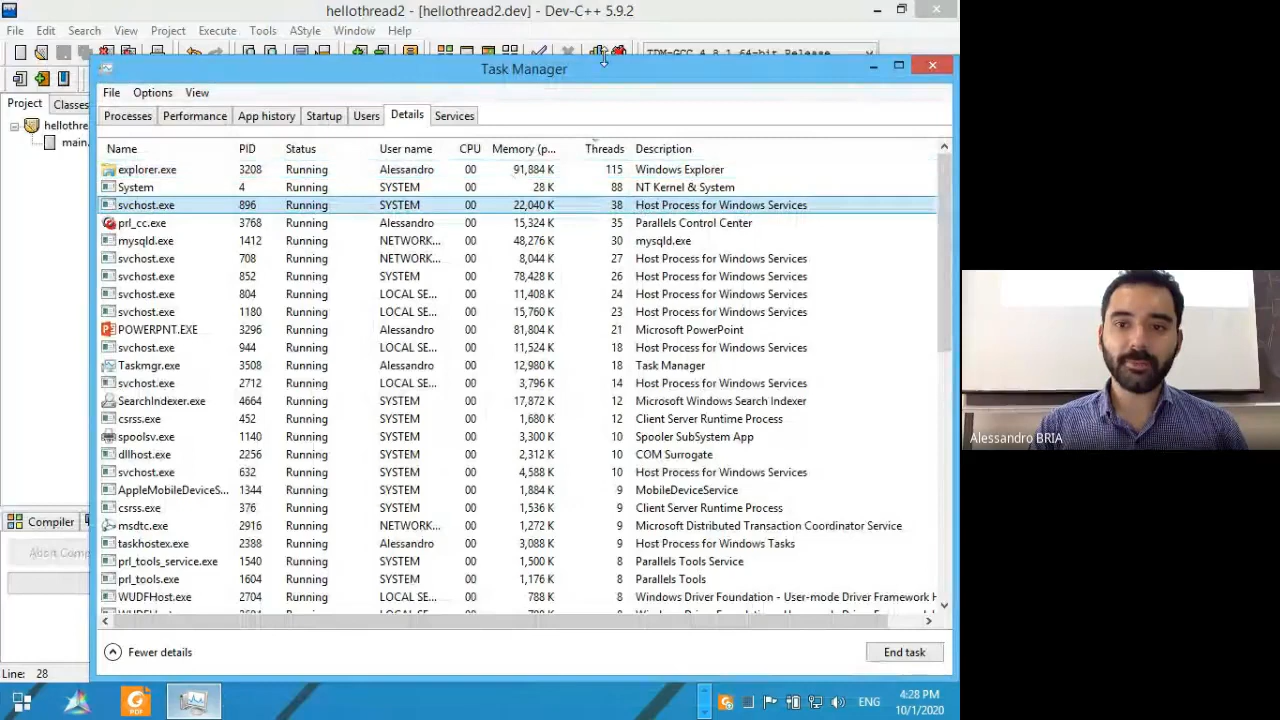 hellothread2 - [hellothread2.dev] - Dev-C++ 5.9.2
File Edit Search View Project Execute Tools AStyle Window Help
TDM-GCC 4.8.1 64-bit Release
Project Classes
hellothre
main.
Task Manager
File Options View
Processes Performance App history Startup Users Details Services
Name PID Status User name CPU Memory (p... Threads Description
explorer.exe 3208 Running Alessandro 00 91,884 K 115 Windows Explorer
System 4 Running SYSTEM 00 28 K 88 NT Kernel & System
svchost.exe 896 Running SYSTEM 00 22,040 K 38 Host Process for Windows Services
prl_cc.exe 3768 Running Alessandro 00 15,324 K 35 Parallels Control Center
mysqld.exe 1412 Running NETWORK... 00 48,276 K 30 mysqld.exe
svchost.exe 708 Running NETWORK... 00 8,044 K 27 Host Process for Windows Services
svchost.exe 852 Running SYSTEM 00 78,428 K 26 Host Process for Windows Services
svchost.exe 804 Running LOCAL SE... 00 11,408 K 24 Host Process for Windows Services
svchost.exe 1180 Running LOCAL SE... 00 15,760 K 23 Host Process for Windows Services
POWERPNT.EXE 3296 Running Alessandro 00 81,804 K 21 Microsoft PowerPoint
svchost.exe 944 Running LOCAL SE... 00 11,524 K 18 Host Process for Windows Services
Taskmgr.exe 3508 Running Alessandro 00 12,980 K 18 Task Manager
svchost.exe 2712 Running LOCAL SE... 00 3,796 K 14 Host Process for Windows Services
SearchIndexer.exe 4664 Running SYSTEM 00 17,872 K 12 Microsoft Windows Search Indexer
csrss.exe 452 Running SYSTEM 00 1,680 K 12 Client Server Runtime Process
spoolsv.exe 1140 Running SYSTEM 00 3,300 K 10 Spooler SubSystem App
dllhost.exe 2256 Running SYSTEM 00 2,312 K 10 COM Surrogate
svchost.exe 632 Running SYSTEM 00 4,588 K 10 Host Process for Windows Services
AppleMobileDeviceS... 1344 Running SYSTEM 00 1,884 K 9 MobileDeviceService
csrss.exe 376 Running SYSTEM 00 1,536 K 9 Client Server Runtime Process
msdtc.exe 2916 Running NETWORK... 00 1,272 K 9 Microsoft Distributed Transaction Coordinator Service
taskhostex.exe 2388 Running Alessandro 00 3,088 K 9 Host Process for Windows Tasks
prl_tools_service.exe 1540 Running SYSTEM 00 1,500 K 8 Parallels Tools Service
prl_tools.exe 1604 Running SYSTEM 00 1,176 K 8 Parallels Tools
WUDFHost.exe 2704 Running LOCAL SE... 00 788 K 8 Windows Driver Foundation - User-mode Driver Framework H
Fewer details End task
Compiler
Abort Comp
Line: 28
ENG
4:28 PM
10/1/2020
Alessandro BRIA